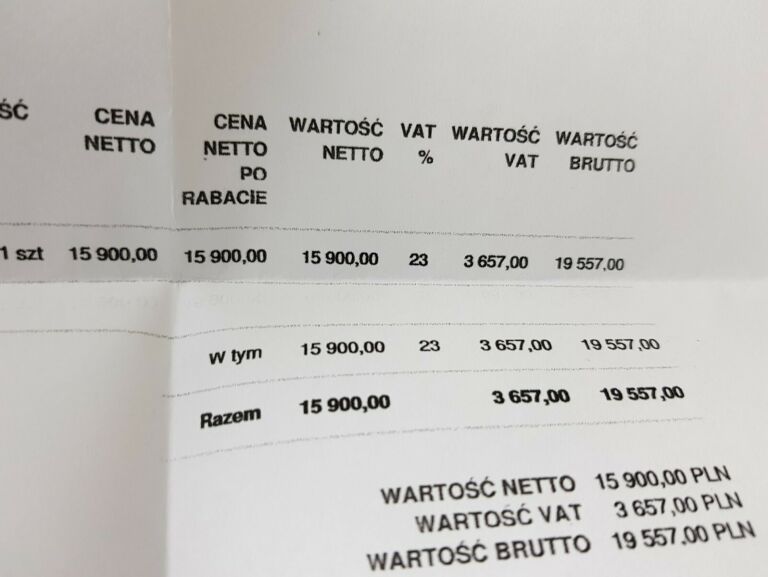 ŚĆ CENA NETTO CENA NETTO PO RABACIE WARTOŚĆ NETTO VAT % WARTOŚĆ VAT WARTOŚĆ BRUTTO
1 szt 15 900,00 15 900,00 15 900,00 23 3 657,00 19 557,00
W tym 15 900,00 23 3 657,00 19 557,00
Razem 15 900,00 3 657,00 19 557,00
WARTOŚĆ NETTO 15 900,00 PLN
WARTOŚĆ VAT 3 657,00 PLN
WARTOŚĆ BRUTTO 19 557,00 PLN